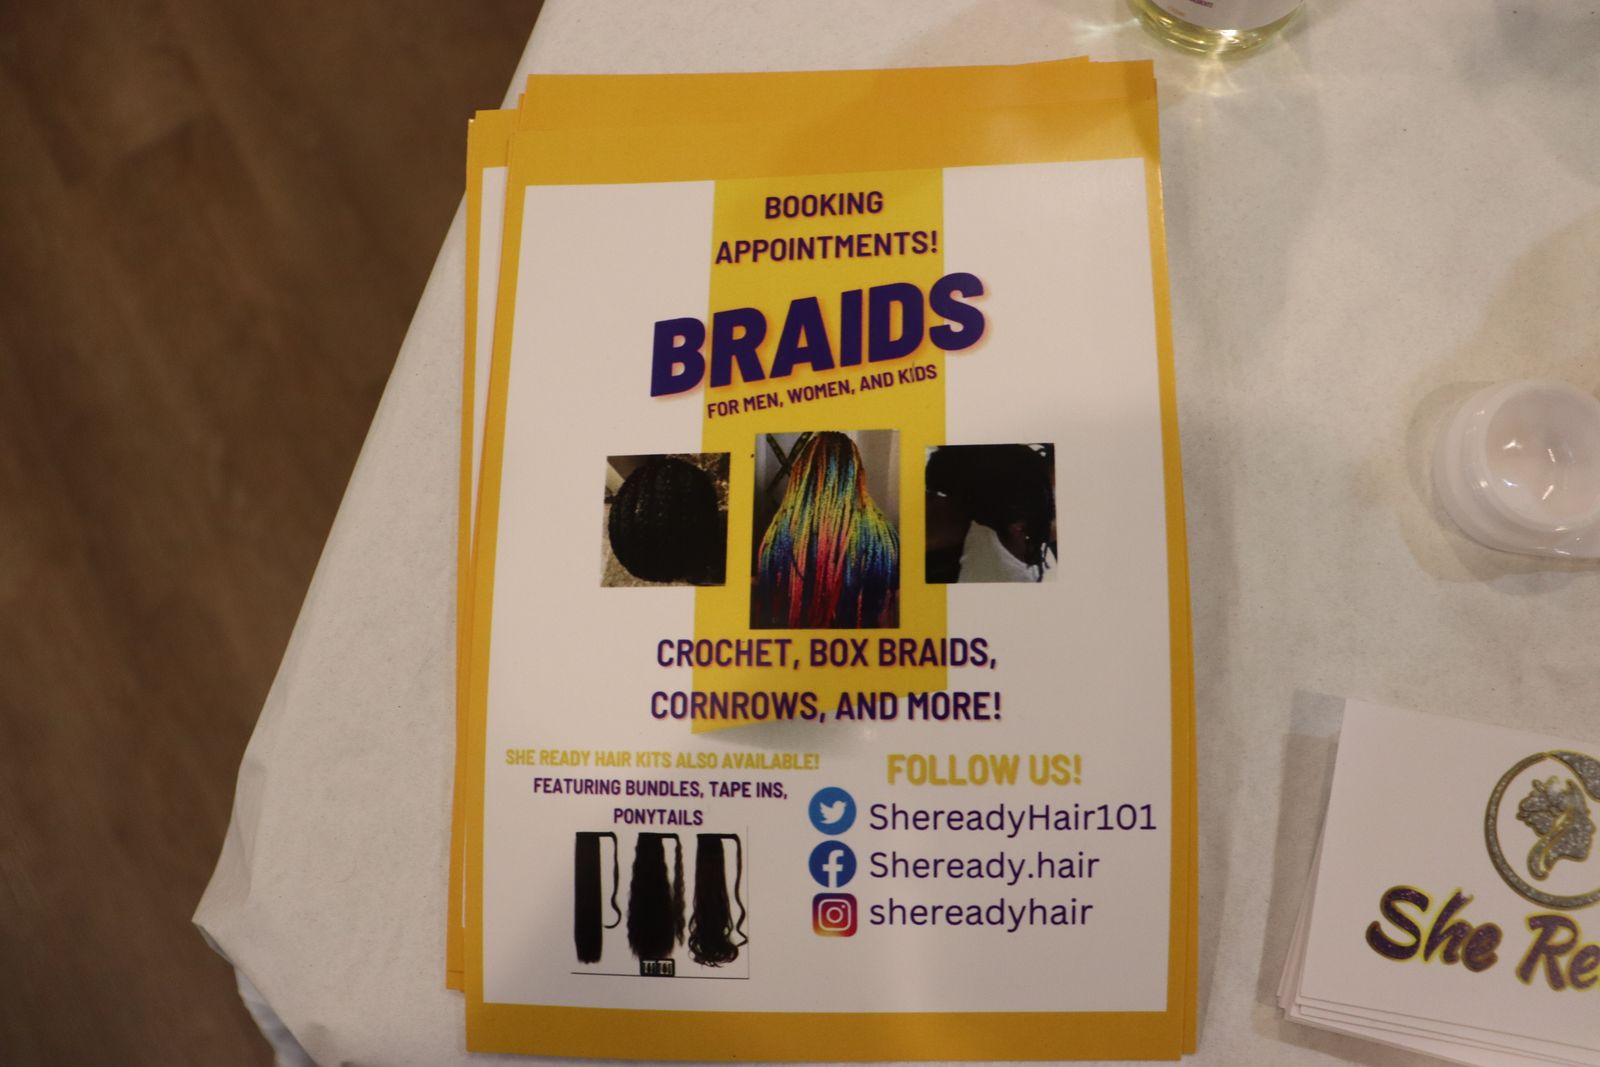 BOOKING
APPOINTMENTS!
BRAIDS
FOR MEN, WOMEN, AND KIDS
CROCHET, BOX BRAIDS,
CORNROWS, AND MORE!
SHE READY HAIR KITS ALSO AVAILABLE!
FEATURING BUNDLES, TAPE INS,
PONYTAILS
FOLLOW US!
ShereadyHair101
Sheready.hair
shereadyhair
She Re